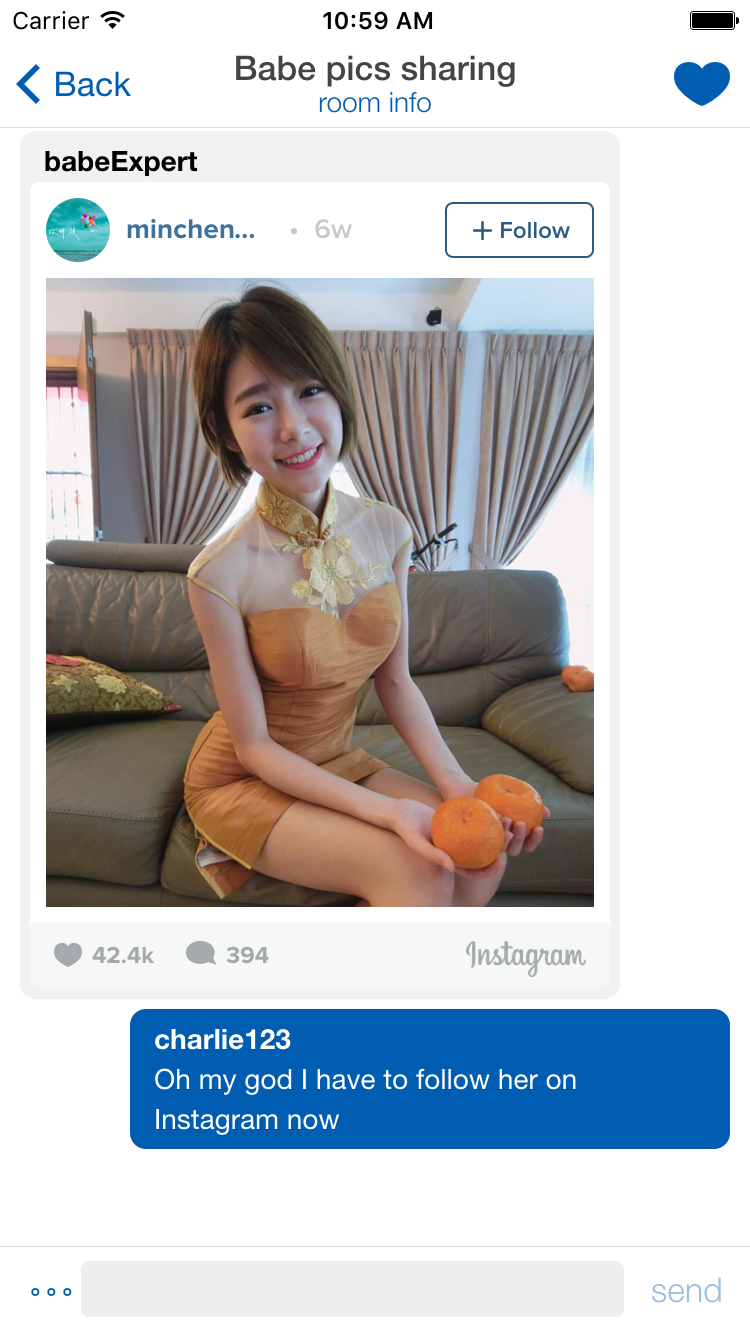 Carrier 10:59 AM
Back Babe pics sharing
room info
babeExpert
minchen... • 6w + Follow
42.4k 394 Instagram
charlie123
Oh my god I have to follow her on
Instagram now
send